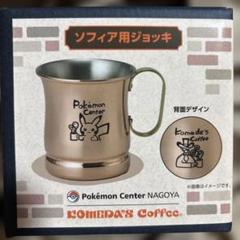 ソフィア用ジョッキ
Pokémon
Center
背面デザイン
Komeda's
Coffee
※画像はイメージです。
Pokémon Center NAGOYA
KOMEDA'S Coffee®